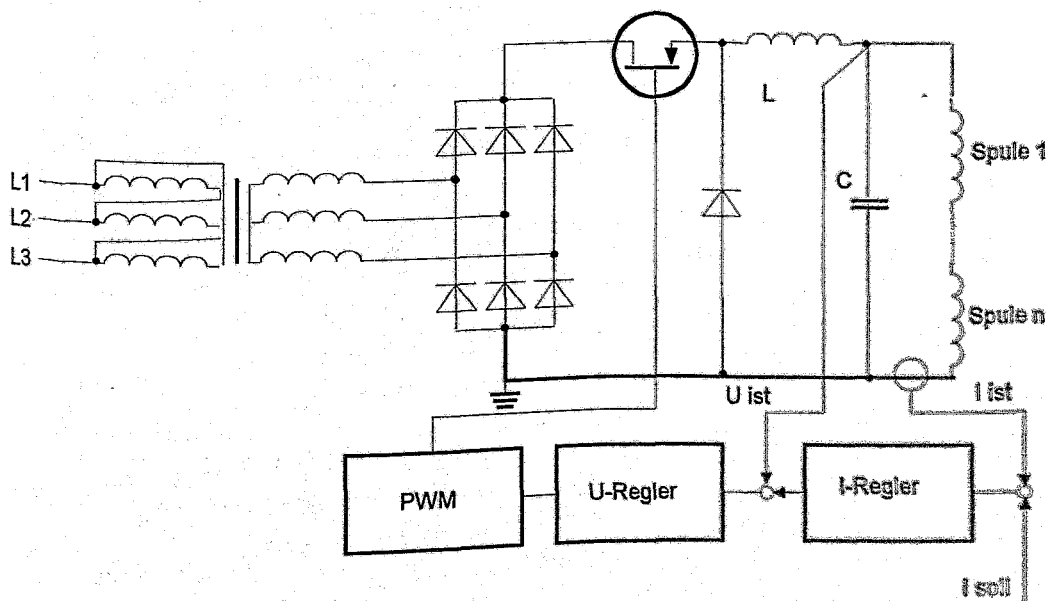 L
L1
L2
L3
C
Spule 1
Spule n
U ist
I ist
PWM
U-Regler
I-Regler
I soll